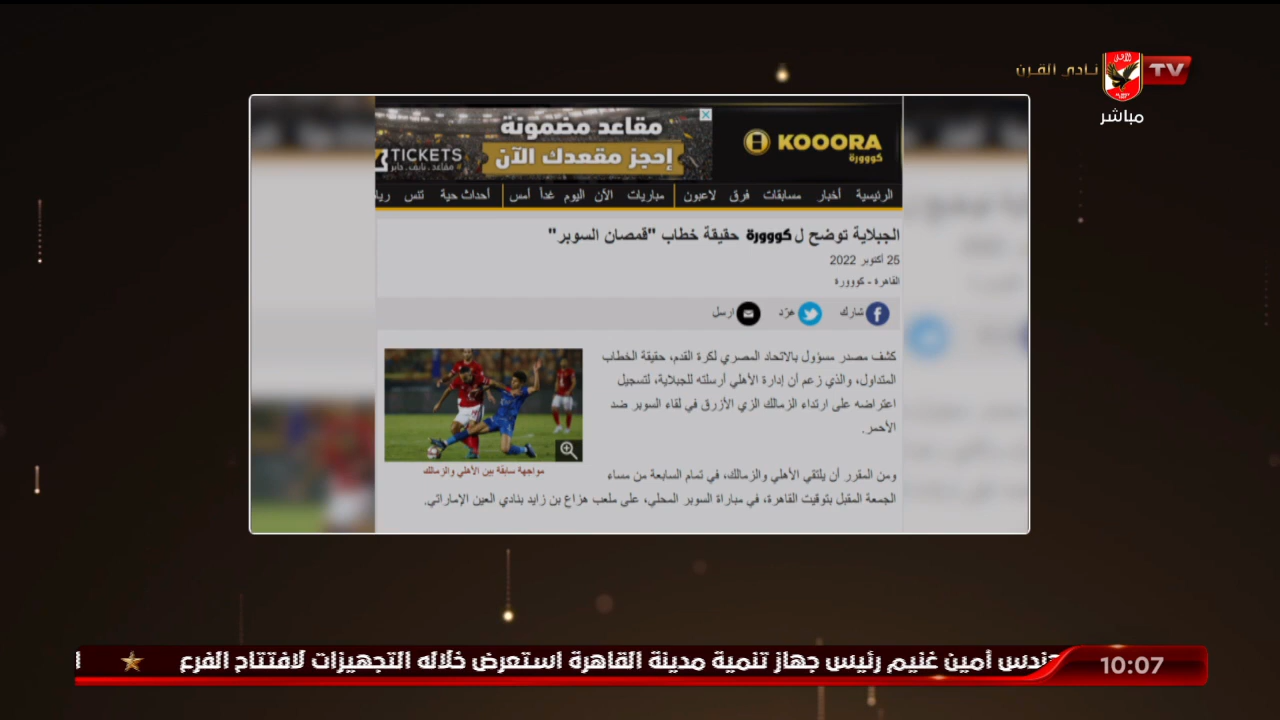 نادي القرن
TV
مباشر
مقاعد مضمونة
إحجز مقعدك الآن
TICKETS
KOOORA
كووورة
الرئيسية أخبار مسابقات فرق لاعبون مباريات الآن اليوم غداً أمس أحداث حية تنس
الجبلاية توضح ل كووورة حقيقة خطاب "قمصان السوبر"
25 أكتوبر 2022
القاهرة - كووورة
شارك غرّد ارسل
كشف مصدر مسؤول بالاتحاد المصري لكرة القدم، حقيقة الخطاب
المتداول، والذي زعم أن إدارة الأهلي أرسلته للجبلاية، لتسجيل
اعتراضه على ارتداء الزمالك الزي الأزرق في لقاء السوبر ضد
الأحمر.
مواجهة سابقة بين الأهلي والزمالك
ومن المقرر أن يلتقي الأهلي والزمالك، في تمام السابعة من مساء
الجمعة المقبل بتوقيت القاهرة، في مباراة السوبر المحلي، على ملعب هزاع بن زايد بنادي العين الإماراتي.
أمين غنيم رئيس جهاز تنمية مدينة القاهرة استعرض خلاله التجهيزات لافتتاح الفرع
10:07